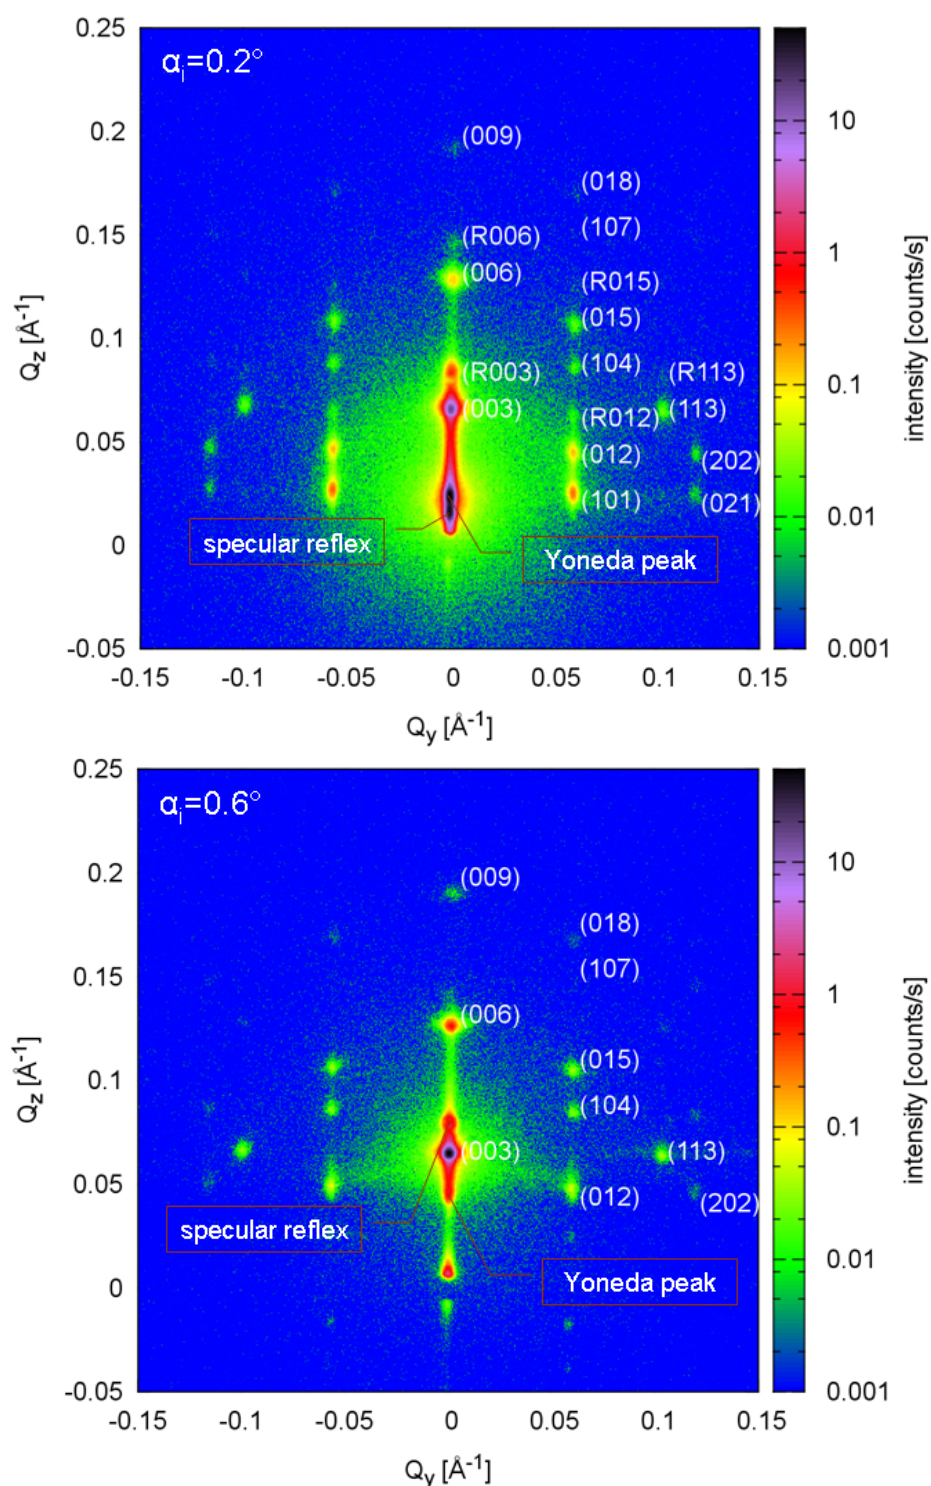 0.25
αi=0.2°
0.2
(009)
10
(018)
0.15
(R006)
(107)
1
(006)
(R015)
0.1
(015)
Qz [Å-1]
(R003)
(104)
(R113)
0.1
(003)
(R012)
(113)
0.05
(012)
(202)
(101)
(021)
0.01
0
specular reflex
Yoneda peak
-0.05
0.001
intensity [counts/s]
-0.15 -0.1 -0.05 0 0.05 0.1 0.15
Qy [Å-1]
0.25
αi=0.6°
0.2
(009)
10
(018)
0.15
(107)
1
(006)
0.1
(015)
Qz [Å-1]
(104)
0.1
(003)
(113)
0.05
(012)
(202)
specular reflex
0.01
0
Yoneda peak
-0.05
0.001
intensity [counts/s]
-0.15 -0.1 -0.05 0 0.05 0.1 0.15
Qy [Å-1]